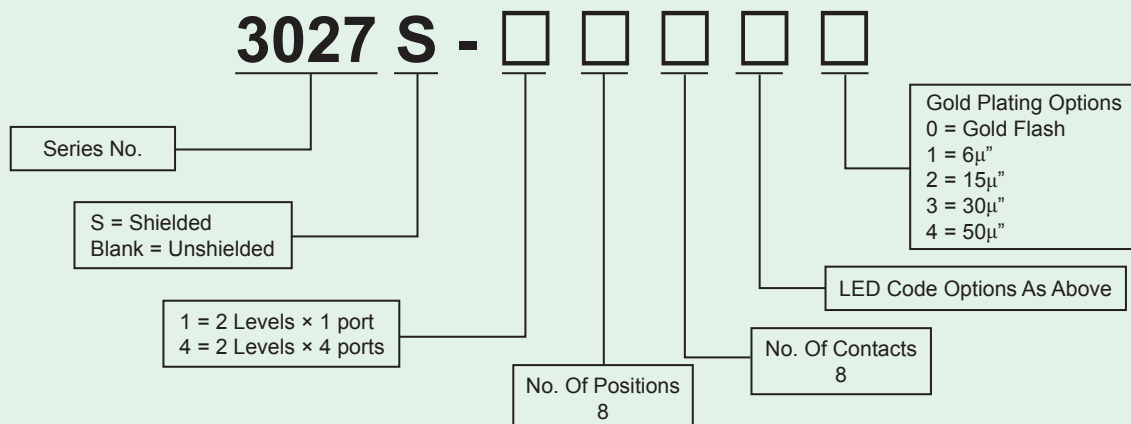 3027 S - □ □ □ □ □
Series No.
S = Shielded
Blank = Unshielded
1 = 2 Levels × 1 port
4 = 2 Levels × 4 ports
No. Of Positions
8
No. Of Contacts
8
LED Code Options As Above
Gold Plating Options
0 = Gold Flash
1 = 6μ”
2 = 15μ”
3 = 30μ”
4 = 50μ”